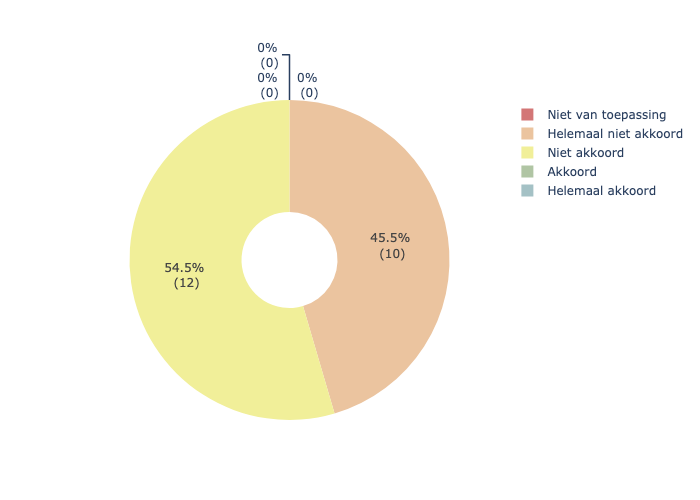 0%
(0)
0%
(0)
0%
(0)
45.5%
(10)
54.5%
(12)
Niet van toepassing
Helemaal niet akkoord
Niet akkoord
Akkoord
Helemaal akkoord